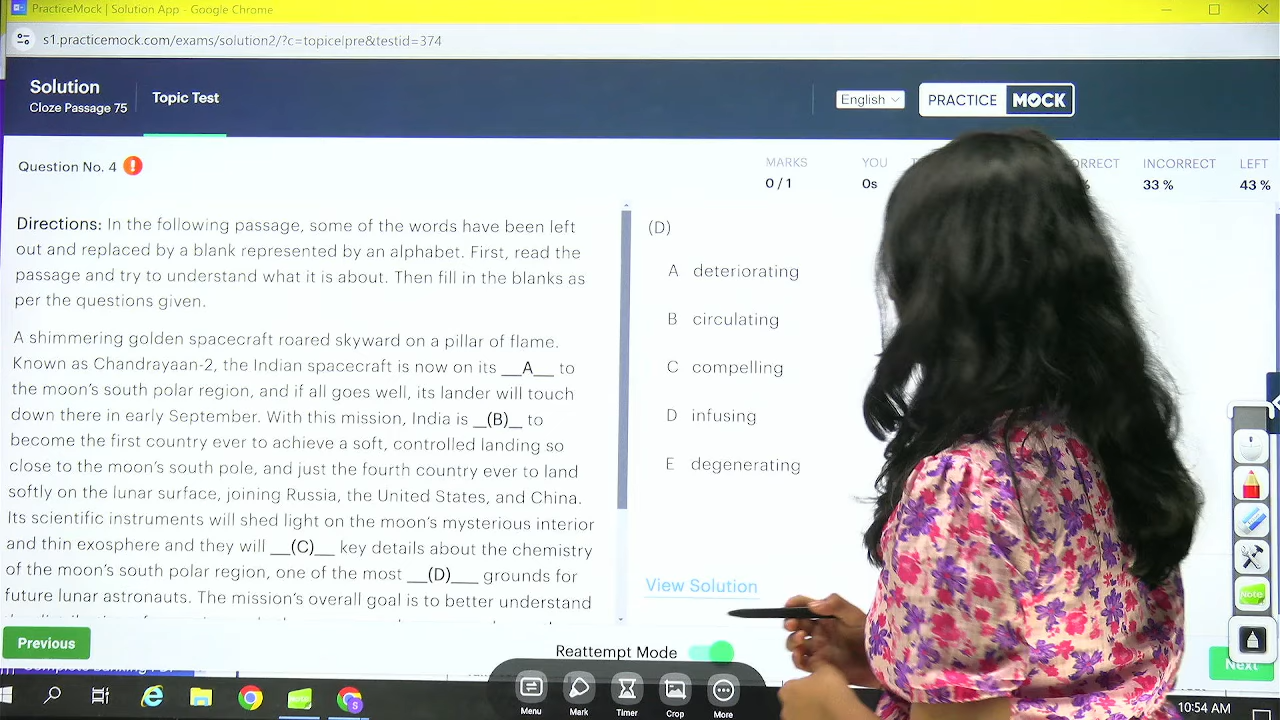 PracticeMock | Solution App - Google Chrome
s1.practicemock.com/exams/solution2/?c=topicelpre&testid=374
Solution
Cloze Passage 75
Topic Test
English
PRACTICE MOCK
Question No. 4
MARKS
0 / 1
YOU
0s
INCORRECT
33 %
LEFT
43 %
Directions: In the following passage, some of the words have been left
out and replaced by a blank represented by an alphabet. First, read the
passage and try to understand what it is about. Then fill in the blanks as
per the questions given.
A shimmering golden spacecraft roared skyward on a pillar of flame.
Known as Chandrayaan-2, the Indian spacecraft is now on its __A__ to
the moon's south polar region, and if all goes well, its lander will touch
down there in early September. With this mission, India is _(B)_ to
become the first country ever to achieve a soft, controlled landing so
close to the moon's south pole, and just the fourth country ever to land
softly on the lunar surface, joining Russia, the United States, and China.
Its scientific instruments will shed light on the moon's mysterious interior
and thin exosphere and they will __(C)__ key details about the chemistry
of the moon's south polar region, one of the most __(D)___ grounds for
future lunar astronauts. The mission's overall goal is to better understand
(D)
A deteriorating
B circulating
C compelling
D infusing
E degenerating
View Solution
Previous
Reattempt Mode
Next
Note
Menu
Mark
Timer
Crop
More
10:54 AM